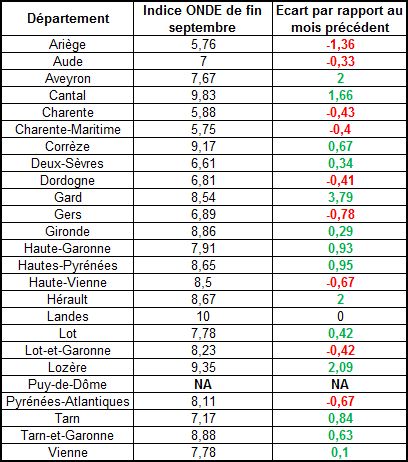 Département Indice ONDE de fin septembre Ecart par rapport au mois précédent
Ariège 5,76 -1,36
Aude 7 -0,33
Aveyron 7,67 2
Cantal 9,83 1,66
Charente 5,88 -0,43
Charente-Maritime 5,75 -0,4
Corrèze 9,17 0,67
Deux-Sèvres 6,61 0,34
Dordogne 6,81 -0,41
Gard 8,54 3,79
Gers 6,89 -0,78
Gironde 8,86 0,29
Haute-Garonne 7,91 0,93
Hautes-Pyrénées 8,65 0,95
Haute-Vienne 8,5 -0,67
Hérault 8,67 2
Landes 10 0
Lot 7,78 0,42
Lot-et-Garonne 8,23 -0,42
Lozère 9,35 2,09
Puy-de-Dôme NA NA
Pyrénées-Atlantiques 8,11 -0,67
Tarn 7,17 0,84
Tarn-et-Garonne 8,88 0,63
Vienne 7,78 0,1